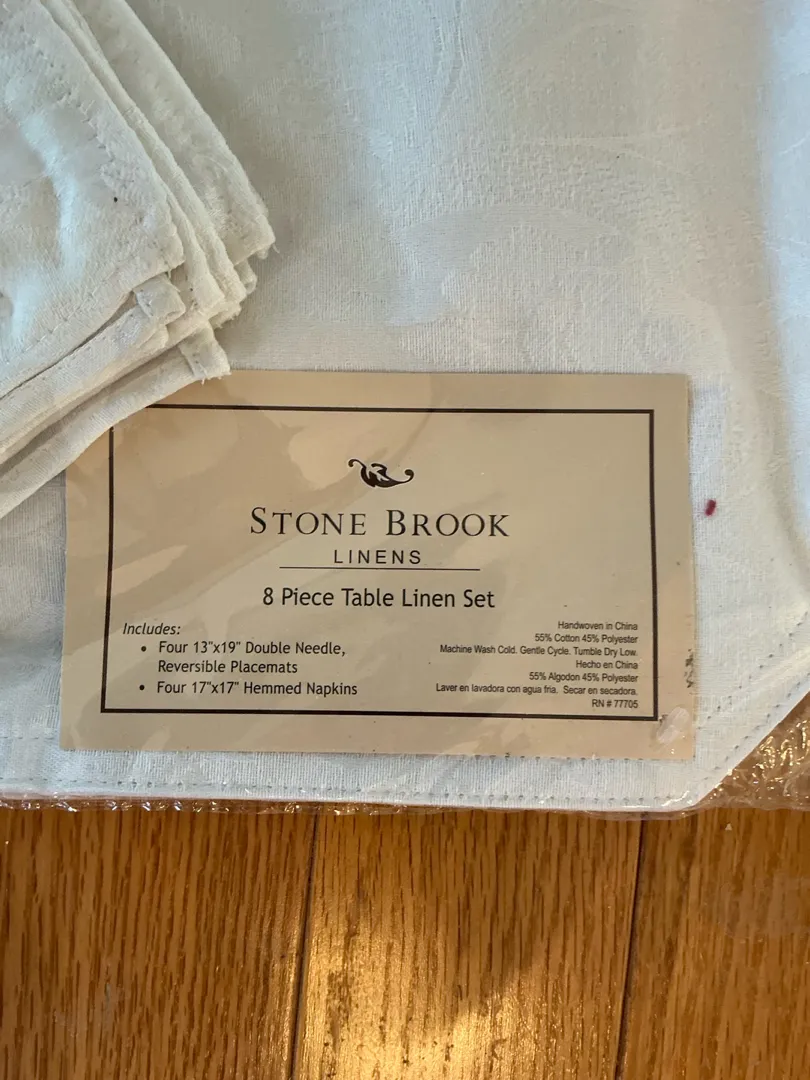 STONE BROOK
LINENS
8 Piece Table Linen Set
Includes:
• Four 13"x19" Double Needle,
Reversible Placemats
• Four 17"x17" Hemmed Napkins
Handwoven in China
55% Cotton 45% Polyester
Machine Wash Cold. Gentle Cycle. Tumble Dry Low.
Hecho en China
55% Algodon 45% Polyester
Laver en lavadora con agua fria. Secar en secadora.
RN # 77705